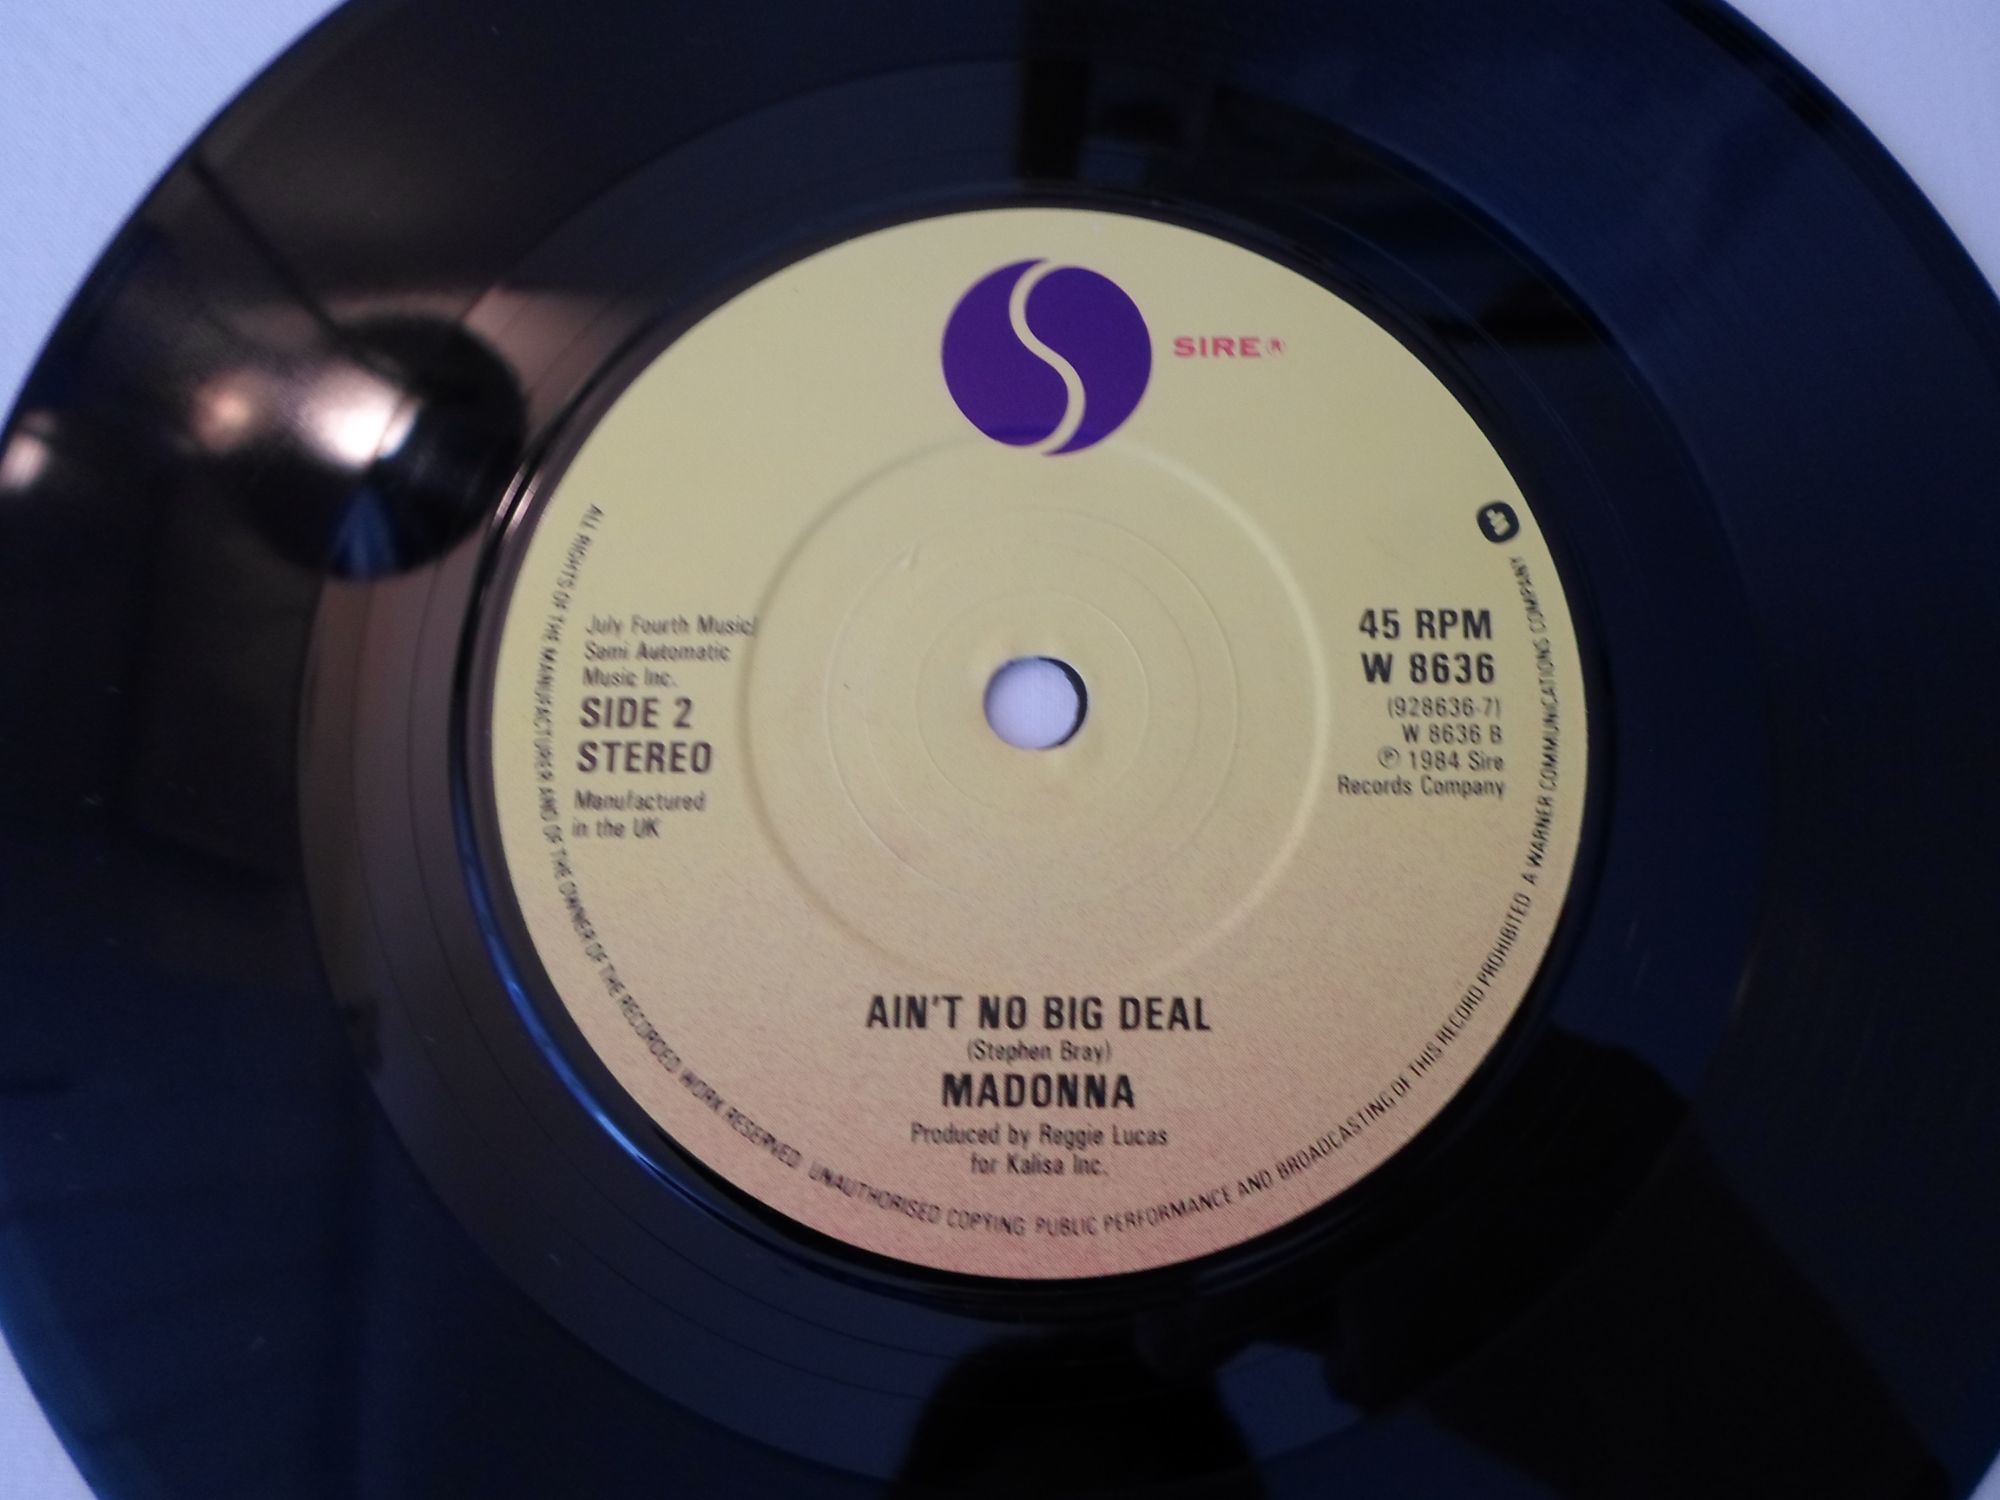 SIRE®
July Fourth Music/
Semi Automatic
Music Inc.
SIDE 2
STEREO
Manufactured
in the UK
45 RPM
W 8636
(928636-7)
W 8636 B
℗ 1984 Sire
Records Company
AIN'T NO BIG DEAL
(Stephen Bray)
MADONNA
Produced by Reggie Lucas
for Kalisa Inc.
ALL RIGHTS OF THE MANUFACTURER AND OF THE OWNER OF THE RECORDED WORK RESERVED UNAUTHORISED COPYING PUBLIC PERFORMANCE AND BROADCASTING OF THIS RECORD PROHIBITED A WARNER COMMUNICATIONS COMPANY